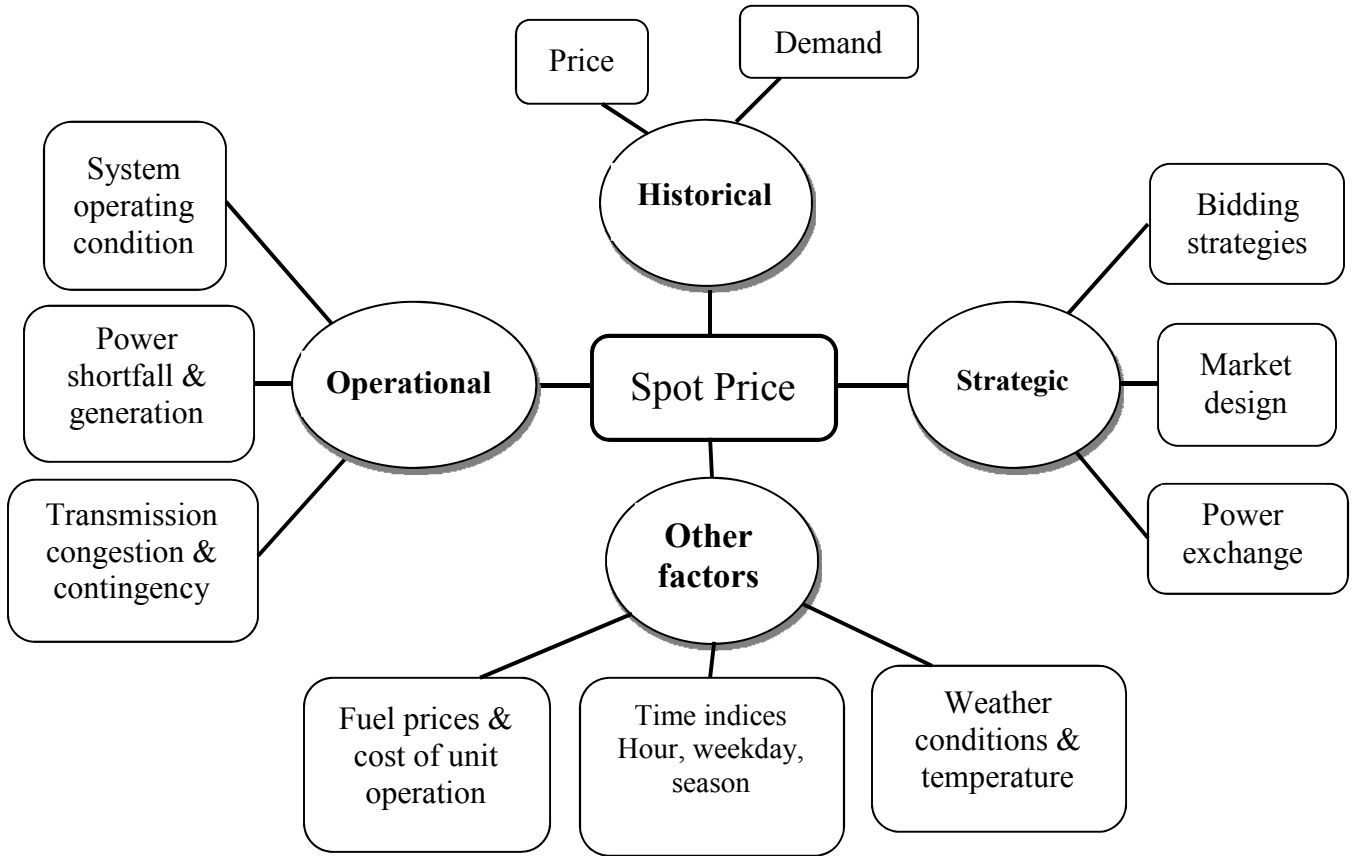 Price
Demand
Historical
System
operating
condition
Power
shortfall &
generation
Transmission
congestion &
contingency
Operational
Spot Price
Strategic
Bidding
strategies
Market
design
Power
exchange
Other
factors
Fuel prices &
cost of unit
operation
Time indices
Hour, weekday,
season
Weather
conditions &
temperature